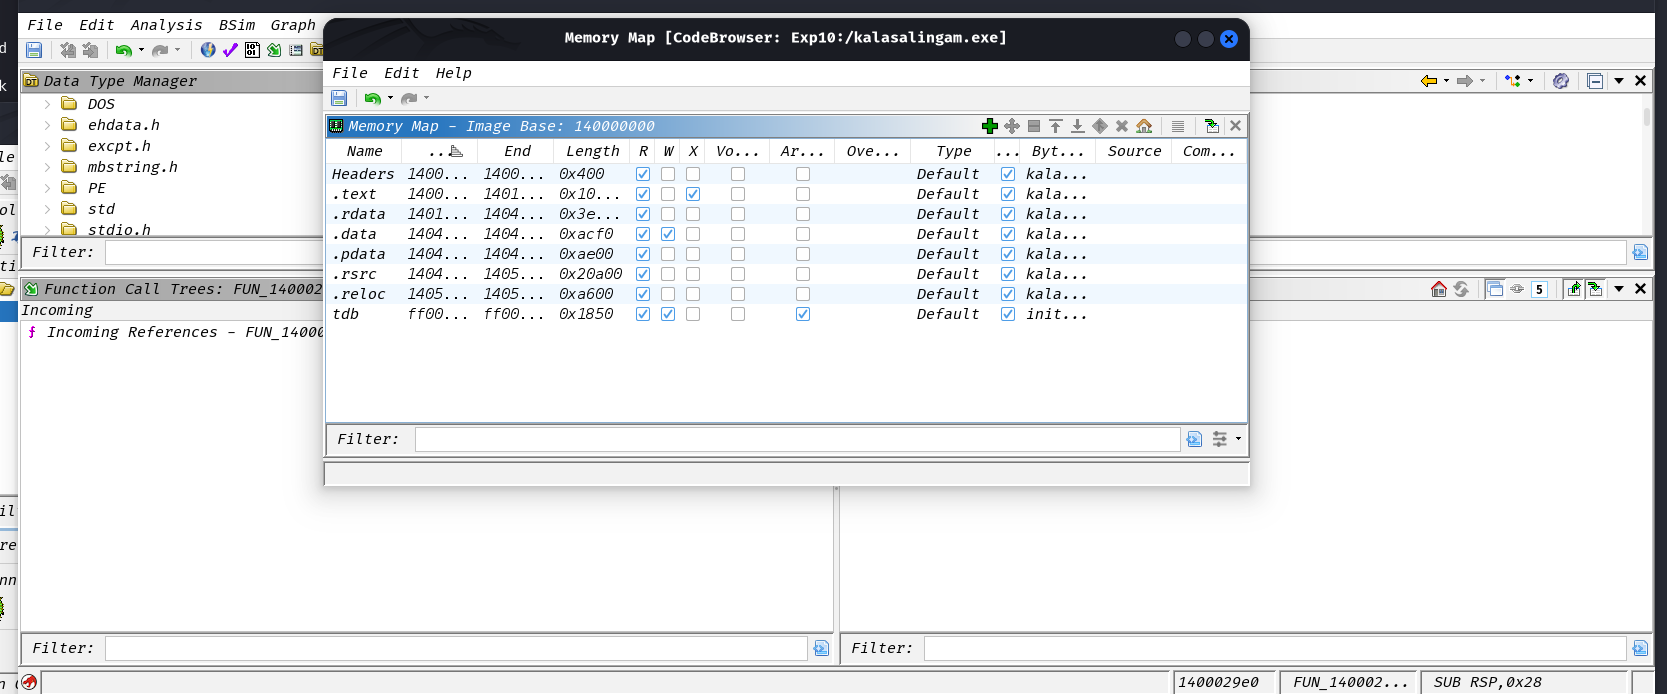 File Edit Analysis BSim Graph
Data Type Manager
DOS
ehdata.h
excpt.h
mbstring.h
PE
std
stdio.h
Filter:
Function Call Trees: FUN_140002
Incoming
Incoming References - FUN_14000
Filter:
Memory Map [CodeBrowser: Exp10:/kalasalingam.exe]
File Edit Help
Memory Map - Image Base: 140000000
Name ... End Length R W X Vo... Ar... Ove... Type ... Byt... Source Com...
Headers 1400... 1400... 0x400 Default kala...
.text 1400... 1401... 0x10... Default kala...
.rdata 1401... 1404... 0x3e... Default kala...
.data 1404... 1404... 0xacf0 Default kala...
.pdata 1404... 1404... 0xae00 Default kala...
.rsrc 1404... 1405... 0x20a00 Default kala...
.reloc 1405... 1405... 0xa600 Default kala...
tdb ff00... ff00... 0x1850 Default init...
Filter:
5
Filter:
1400029e0 FUN_140002... SUB RSP,0x28